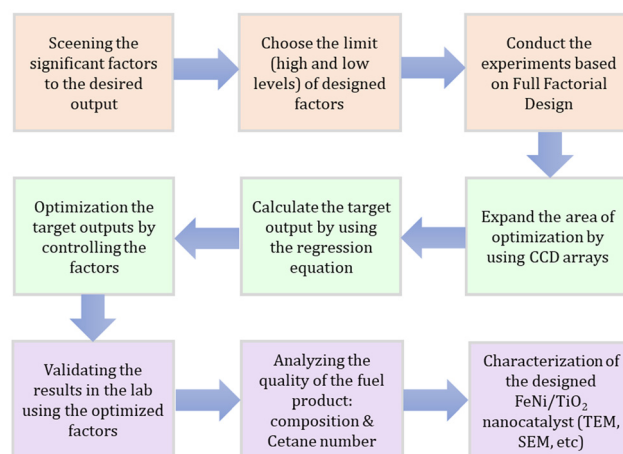 Sceening the
significant factors
to the desired
output
Choose the limit
(high and low
levels) of designed
factors
Conduct the
experiments based
on Full Factorial
Design
Expand the area of
optimization by
using CCD arrays
Calculate the target
output by using
the regression
equation
Optimization the
target outputs by
controlling the
factors
Validating the
results in the lab
using the optimized
factors
Analyzing the
quality of the fuel
product:
composition &
Cetane number
Characterization of
the designed
FeNi/TiO₂
nanocatalyst (TEM,
SEM, etc)